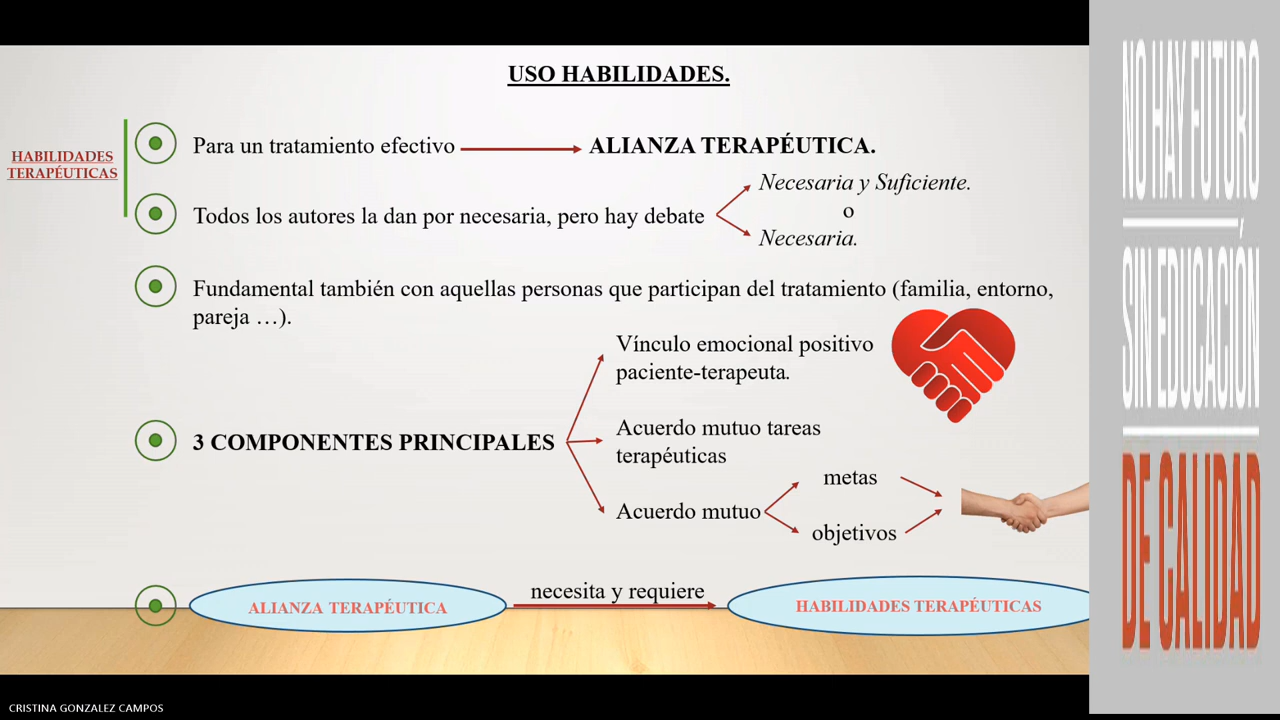 USO HABILIDADES.
HABILIDADES
TERAPÉUTICAS
Para un tratamiento efectivo
ALIANZA TERAPÉUTICA.
Todos los autores la dan por necesaria, pero hay debate
Necesaria y Suficiente.
o
Necesaria.
Fundamental también con aquellas personas que participan del tratamiento (familia, entorno,
pareja …).
3 COMPONENTES PRINCIPALES
Vínculo emocional positivo
paciente-terapeuta.
Acuerdo mutuo tareas
terapéuticas
Acuerdo mutuo
metas
objetivos
ALIANZA TERAPÉUTICA
necesita y requiere
HABILIDADES TERAPÉUTICAS
NO HAY FUTURO
SIN EDUCACIÓN
DE CALIDAD
CRISTINA GONZALEZ CAMPOS